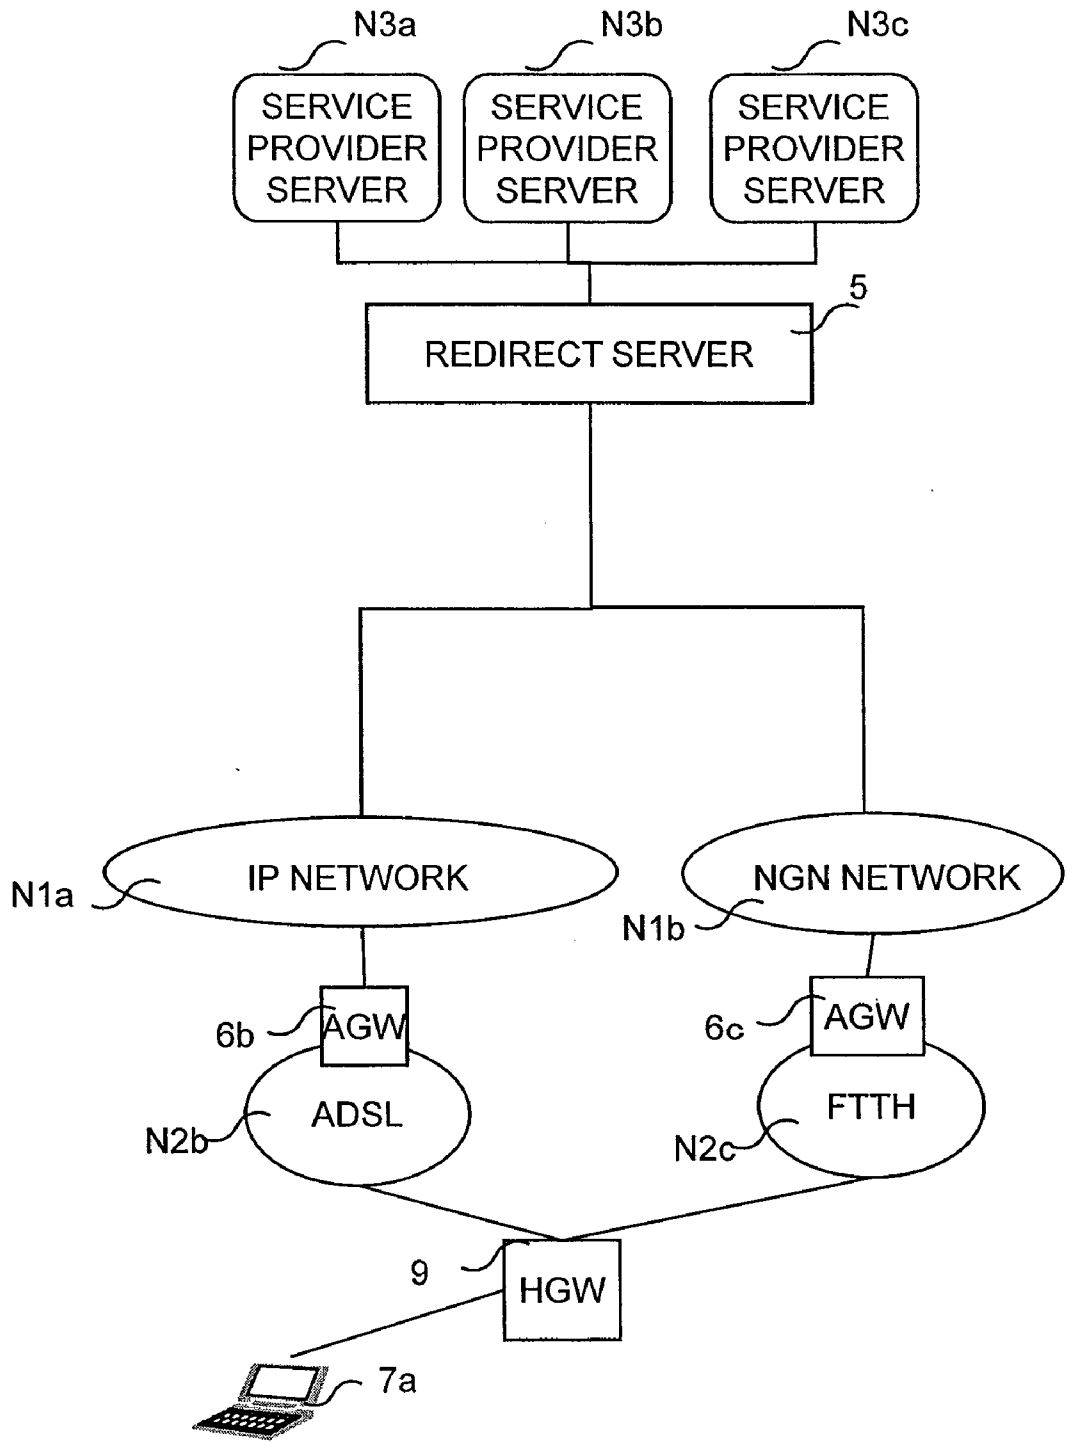 N3a
N3b
N3c
SERVICE
PROVIDER
SERVER
SERVICE
PROVIDER
SERVER
SERVICE
PROVIDER
SERVER
5
REDIRECT SERVER
IP NETWORK
NGN NETWORK
N1a
N1b
6b
AGW
6c
AGW
ADSL
FTTH
N2b
N2c
9
HGW
7a